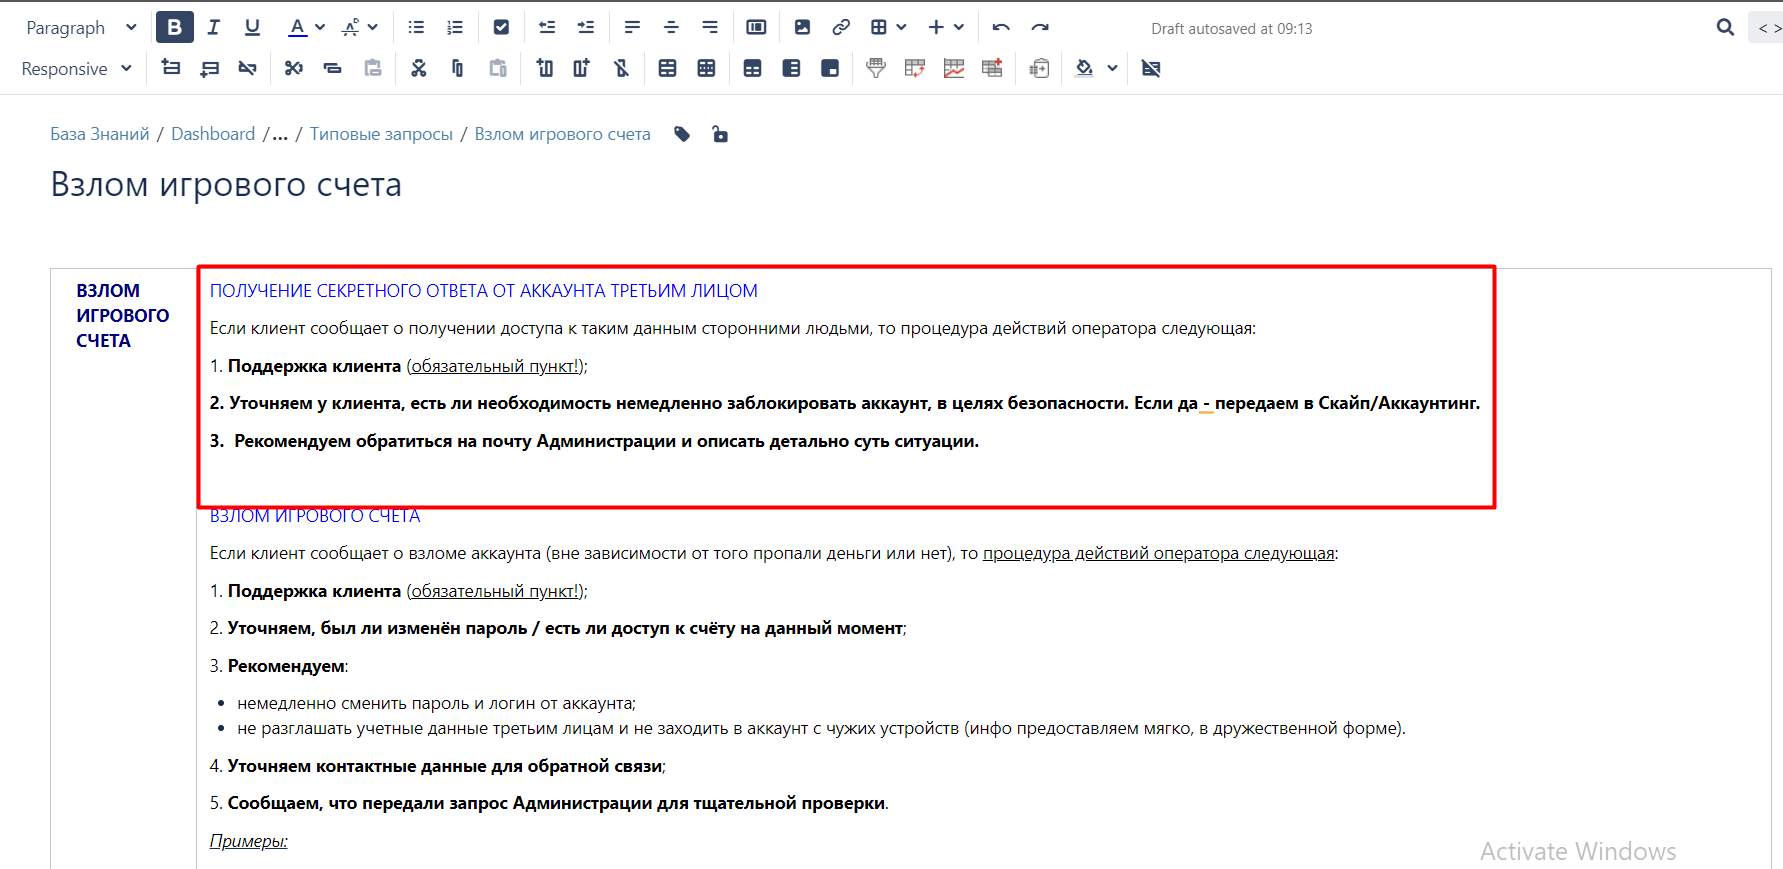 Paragraph
B I U A
Draft autosaved at 09:13
< >
Responsive
База Знаний / Dashboard /... / Типовые запросы / Взлом игрового счета
Взлом игрового счета
ВЗЛОМ
ИГРОВОГО
СЧЕТА
ПОЛУЧЕНИЕ СЕКРЕТНОГО ОТВЕТА ОТ АККАУНТА ТРЕТЬИМ ЛИЦОМ
Если клиент сообщает о получении доступа к таким данным сторонними людьми, то процедура действий оператора следующая:
1. Поддержка клиента (обязательный пункт!);
2. Уточняем у клиента, есть ли необходимость немедленно заблокировать аккаунт, в целях безопасности. Если да - передаем в Скайп/Аккаунтинг.
3. Рекомендуем обратиться на почту Администрации и описать детально суть ситуации.
ВЗЛОМ ИГРОВОГО СЧЕТА
Если клиент сообщает о взломе аккаунта (вне зависимости от того пропали деньги или нет), то процедура действий оператора следующая:
1. Поддержка клиента (обязательный пункт!);
2. Уточняем, был ли изменён пароль / есть ли доступ к счёту на данный момент;
3. Рекомендуем:
• немедленно сменить пароль и логин от аккаунта;
• не разглашать учетные данные третьим лицам и не заходить в аккаунт с чужих устройств (инфо предоставляем мягко, в дружественной форме).
4. Уточняем контактные данные для обратной связи;
5. Сообщаем, что передали запрос Администрации для тщательной проверки.
Примеры:
Activate Windows